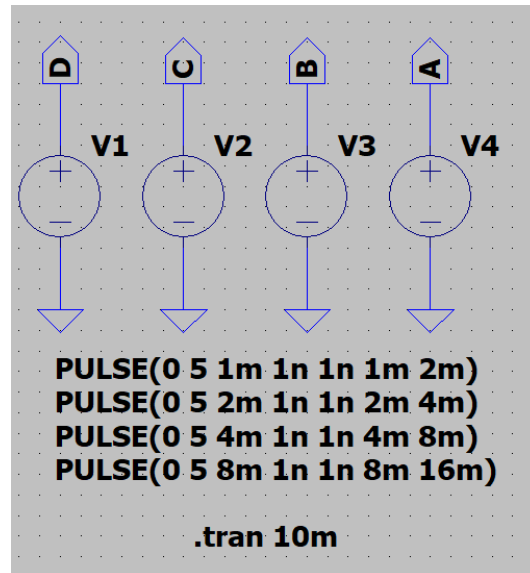 D C B A
V1 V2 V3 V4
PULSE(0 5 1m 1n 1n 1m 2m)
PULSE(0 5 2m 1n 1n 2m 4m)
PULSE(0 5 4m 1n 1n 4m 8m)
PULSE(0 5 8m 1n 1n 8m 16m)
.tran 10m